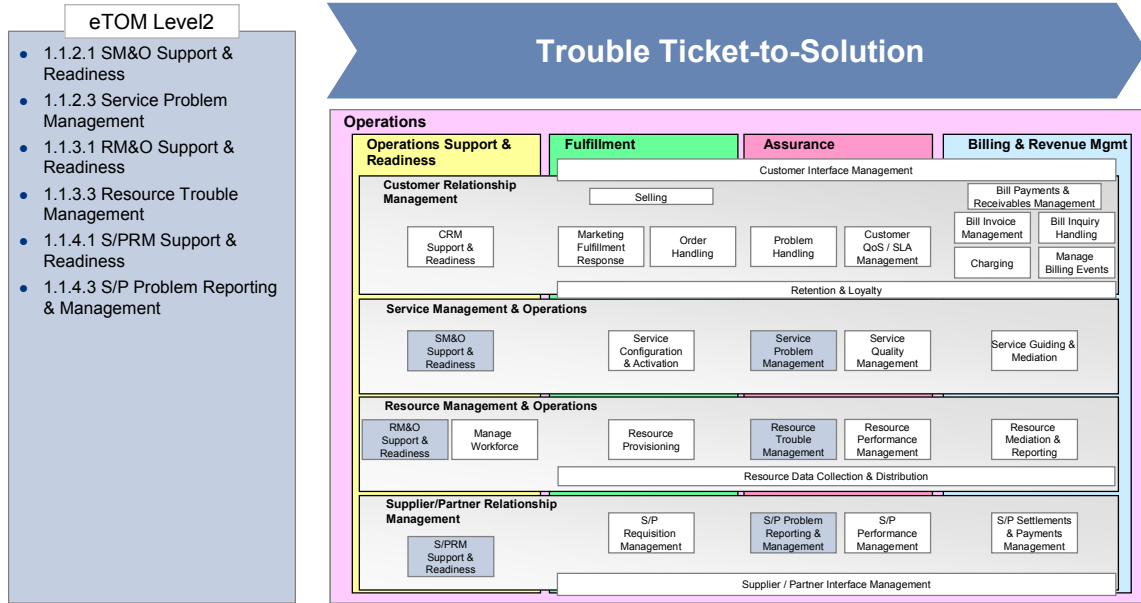 eTOM Level2
1.1.2.1 SM&O Support &
Readiness
1.1.2.3 Service Problem
Management
1.1.3.1 RM&O Support &
Readiness
1.1.3.3 Resource Trouble
Management
1.1.4.1 S/PRM Support &
Readiness
1.1.4.3 S/P Problem Reporting
& Management
Trouble Ticket-to-Solution
Operations
Operations Support &
Readiness
Fulfillment
Assurance
Billing & Revenue Mgmt
Customer Interface Management
Customer Relationship
Management
Selling
Bill Payments &
Receivables Management
CRM
Support &
Readiness
Marketing
Fulfillment
Response
Order
Handling
Problem
Handling
Customer
QoS / SLA
Management
Bill Invoice
Management
Bill Inquiry
Handling
Charging
Manage
Billing Events
Retention & Loyalty
Service Management & Operations
SM&O
Support &
Readiness
Service
Configuration
& Activation
Service
Problem
Management
Service
Quality
Management
Service Guiding &
Mediation
Resource Management & Operations
RM&O
Support &
Readiness
Manage
Workforce
Resource
Provisioning
Resource
Trouble
Management
Resource
Performance
Management
Resource
Mediation &
Reporting
Resource Data Collection & Distribution
Supplier/Partner Relationship
Management
S/PRM
Support &
Readiness
S/P
Requisition
Management
S/P Problem
Reporting &
Management
S/P
Performance
Management
S/P Settlements
& Payments
Management
Supplier / Partner Interface Management